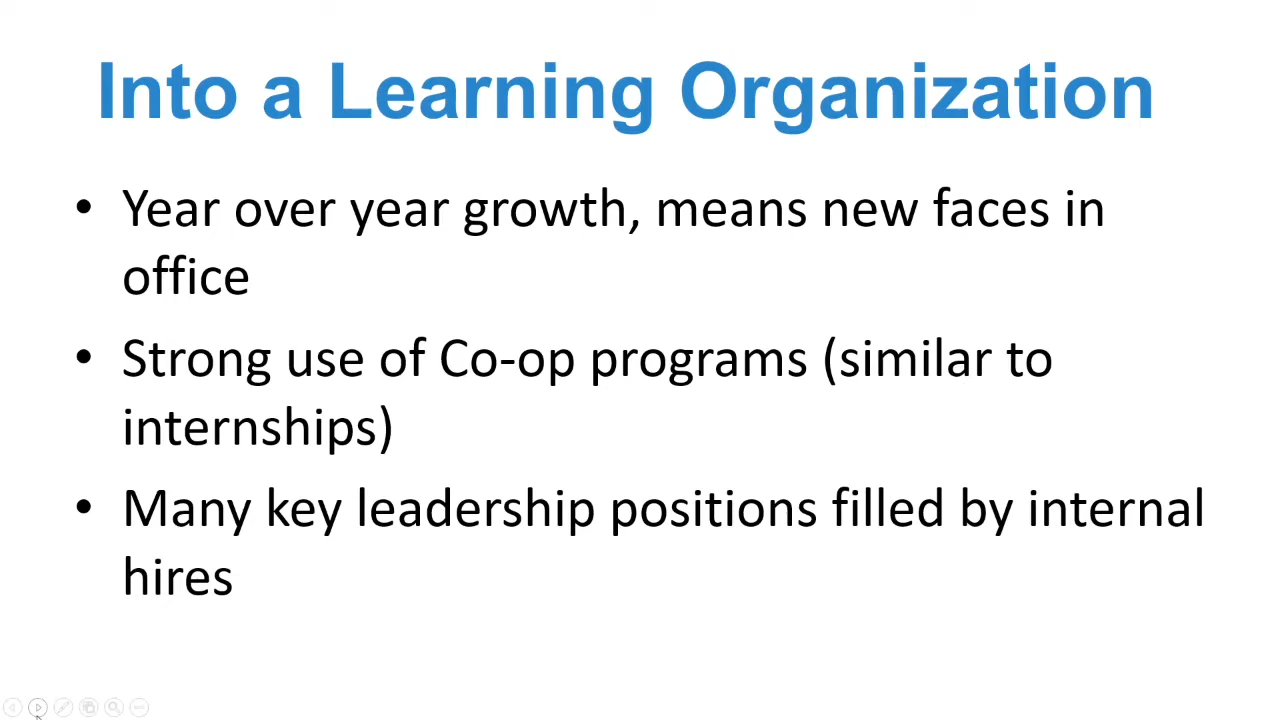 Into a Learning Organization
• Year over year growth, means new faces in
office
• Strong use of Co-op programs (similar to
internships)
• Many key leadership positions filled by internal
hires